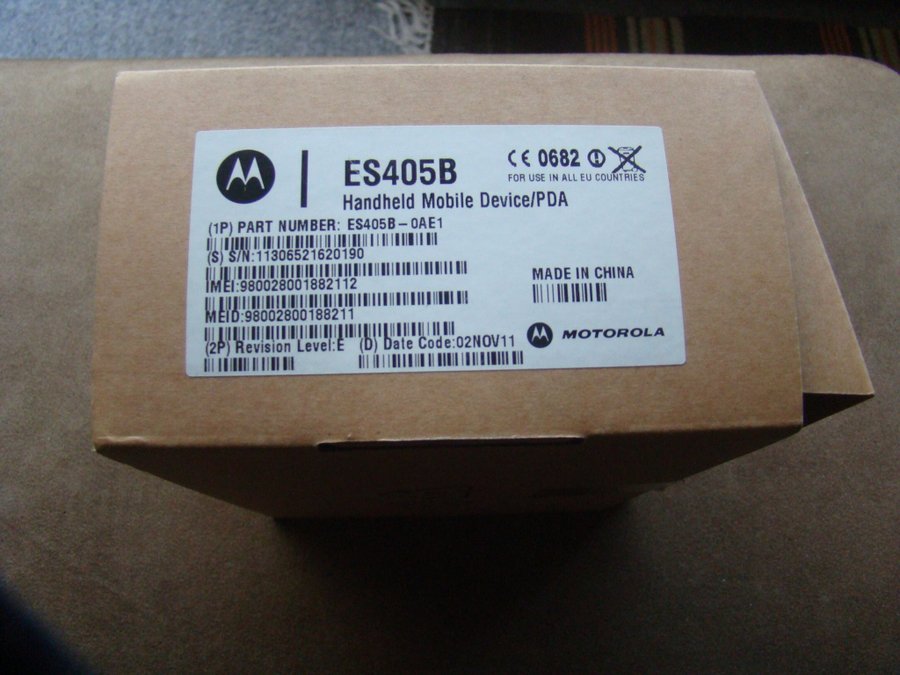 ES405B
CE 0682
FOR USE IN ALL EU COUNTRIES
Handheld Mobile Device/PDA
(1P) PART NUMBER: ES405B-0AE1
(S) S/N:11306521620190
IMEI:980028001882112
MADE IN CHINA
MEID:98002800188211
MOTOROLA
(2P) Revision Level:E (D) Date Code:02NOV11